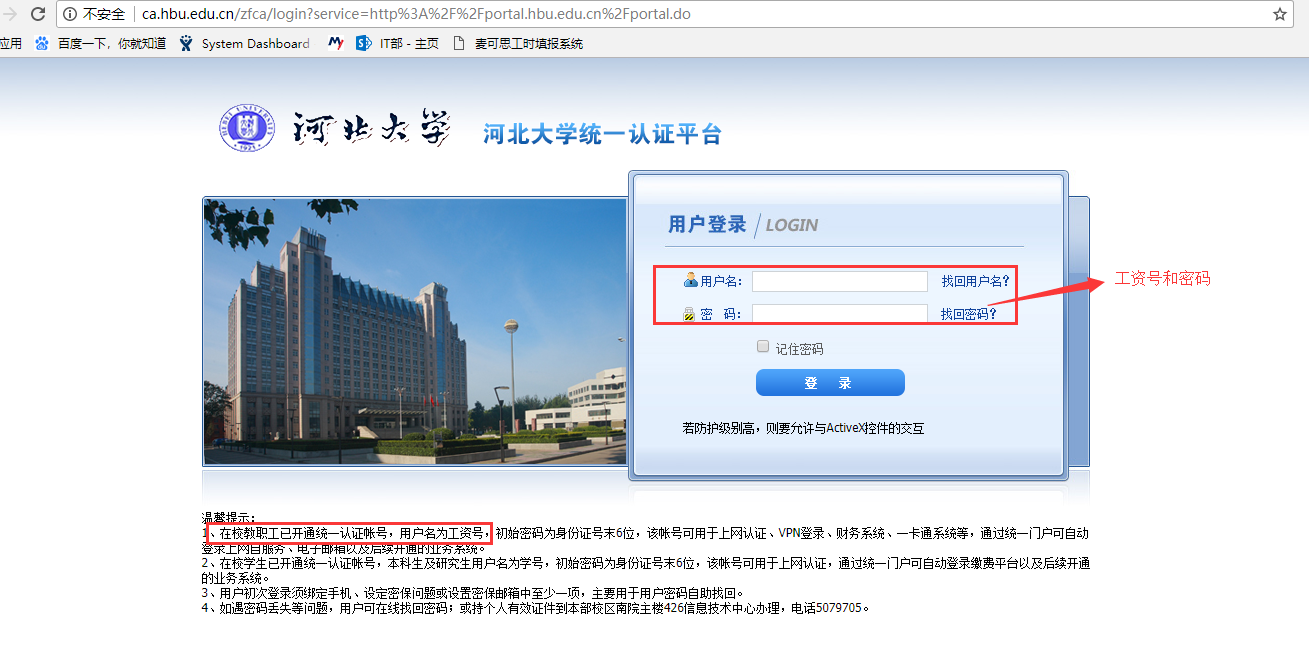 不安全 ca.hbu.edu.cn/zfca/login?service=http%3A%2F%2Fportal.hbu.edu.cn%2Fportal.do
应用 百度一下，你就知道 System Dashboard My IT部 - 主页 麦可思工时填报系统
河北大学 河北大学统一认证平台
用户登录 / LOGIN
用户名: 找回用户名?
工资号和密码
密 码: 找回密码?
记住密码
登 录
若防护级别高，则要允许与ActiveX控件的交互
温馨提示:
1、在校教职工已开通统一认证帐号，用户名为工资号，初始密码为身份证号末6位，该帐号可用于上网认证、VPN登录、财务系统、一卡通系统等，通过统一门户可自动
登录上网自服务、电子邮箱以及后续开通的业务系统。
2、在校学生已开通统一认证帐号，本科生及研究生用户名为学号，初始密码为身份证号末6位，该帐号可用于上网认证，通过统一门户可自动登录缴费平台以及后续开通
的业务系统。
3、用户初次登录须绑定手机、设定密保问题或设置密保邮箱中至少一项，主要用于用户密码自助找回。
4、如遇密码丢失等问题，用户可在线找回密码；或持个人有效证件到本部校区南院主楼426信息技术中心办理，电话5079705。